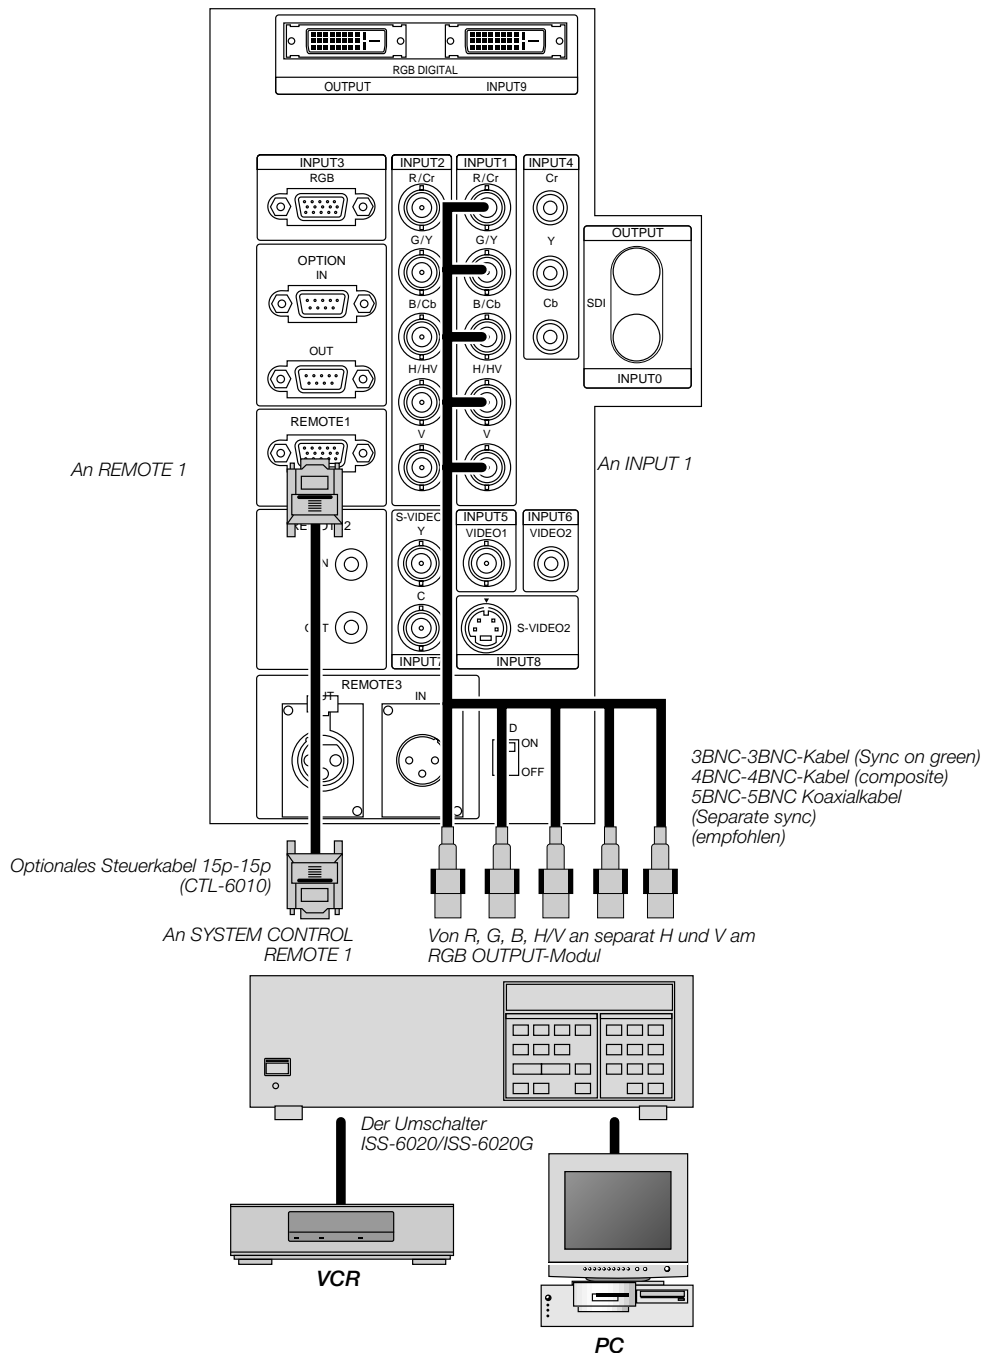 RGB DIGITAL
OUTPUT INPUT9
INPUT3 INPUT2 INPUT1 INPUT4
RGB R/Cr R/Cr Cr
G/Y G/Y Y
OUTPUT
OPTION
IN
B/Cb B/Cb Cb
SDI
OUT
H/HV H/HV
INPUT0
REMOTE1
V V
An REMOTE 1
An INPUT 1
S-VIDEO INPUT5 INPUT6
Y VIDEO1 VIDEO2
C
S-VIDEO2
INPUT7 INPUT8
REMOTE3
IN
ON
OFF
3BNC-3BNC-Kabel (Sync on green)
4BNC-4BNC-Kabel (composite)
5BNC-5BNC Koaxialkabel
(Separate sync)
(empfohlen)
Optionales Steuerkabel 15p-15p
(CTL-6010)
An SYSTEM CONTROL
REMOTE 1
Von R, G, B, H/V an separat H und V am
RGB OUTPUT-Modul
Der Umschalter
ISS-6020/ISS-6020G
VCR
PC